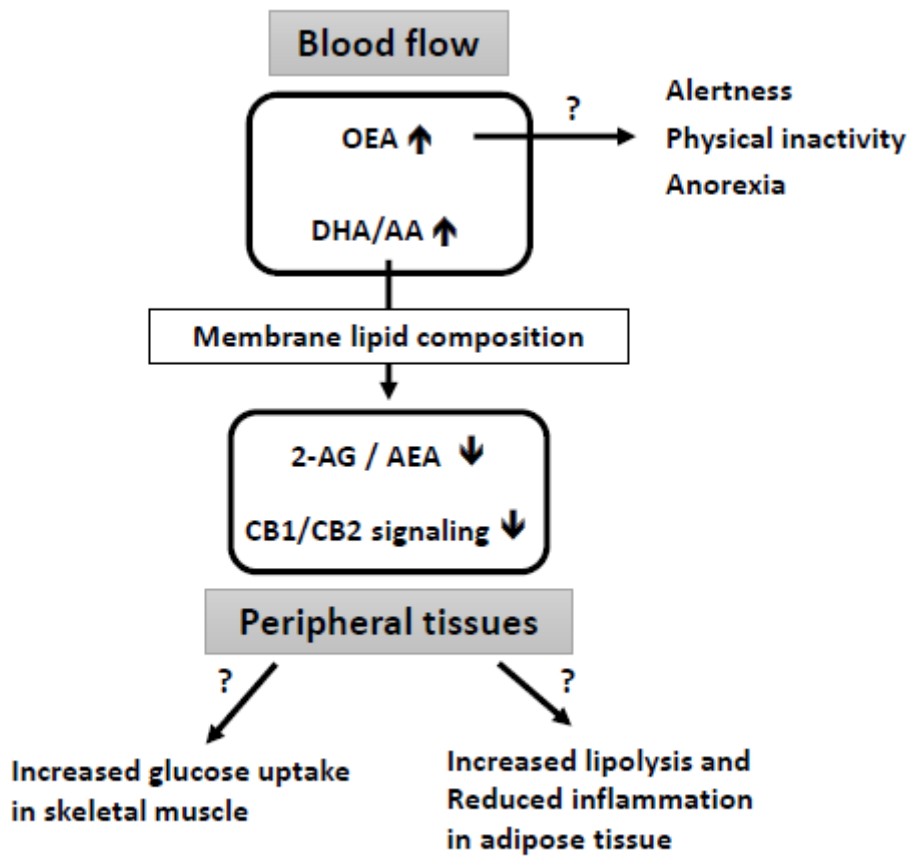 Blood flow
OEA ↑
?
Alertness
Physical inactivity
Anorexia
DHA/AA ↑
Membrane lipid composition
2-AG / AEA ↓
CB1/CB2 signaling ↓
Peripheral tissues
?
?
Increased glucose uptake
in skeletal muscle
Increased lipolysis and
Reduced inflammation
in adipose tissue